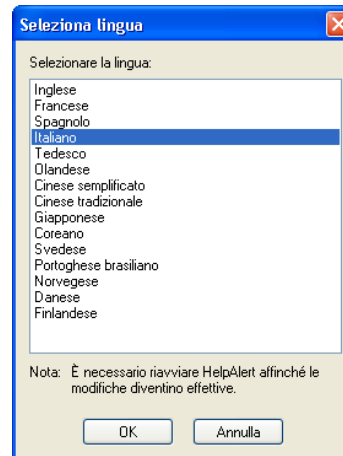 Seleziona lingua
Selezionare la lingua:
Inglese
Francese
Spagnolo
Italiano
Tedesco
Olandese
Cinese semplificato
Cinese tradizionale
Giapponese
Coreano
Svedese
Portoghese brasiliano
Norvegese
Danese
Finlandese
Nota: È necessario riavviare HelpAlert affinché le
modifiche diventino effettive.
OK Annulla